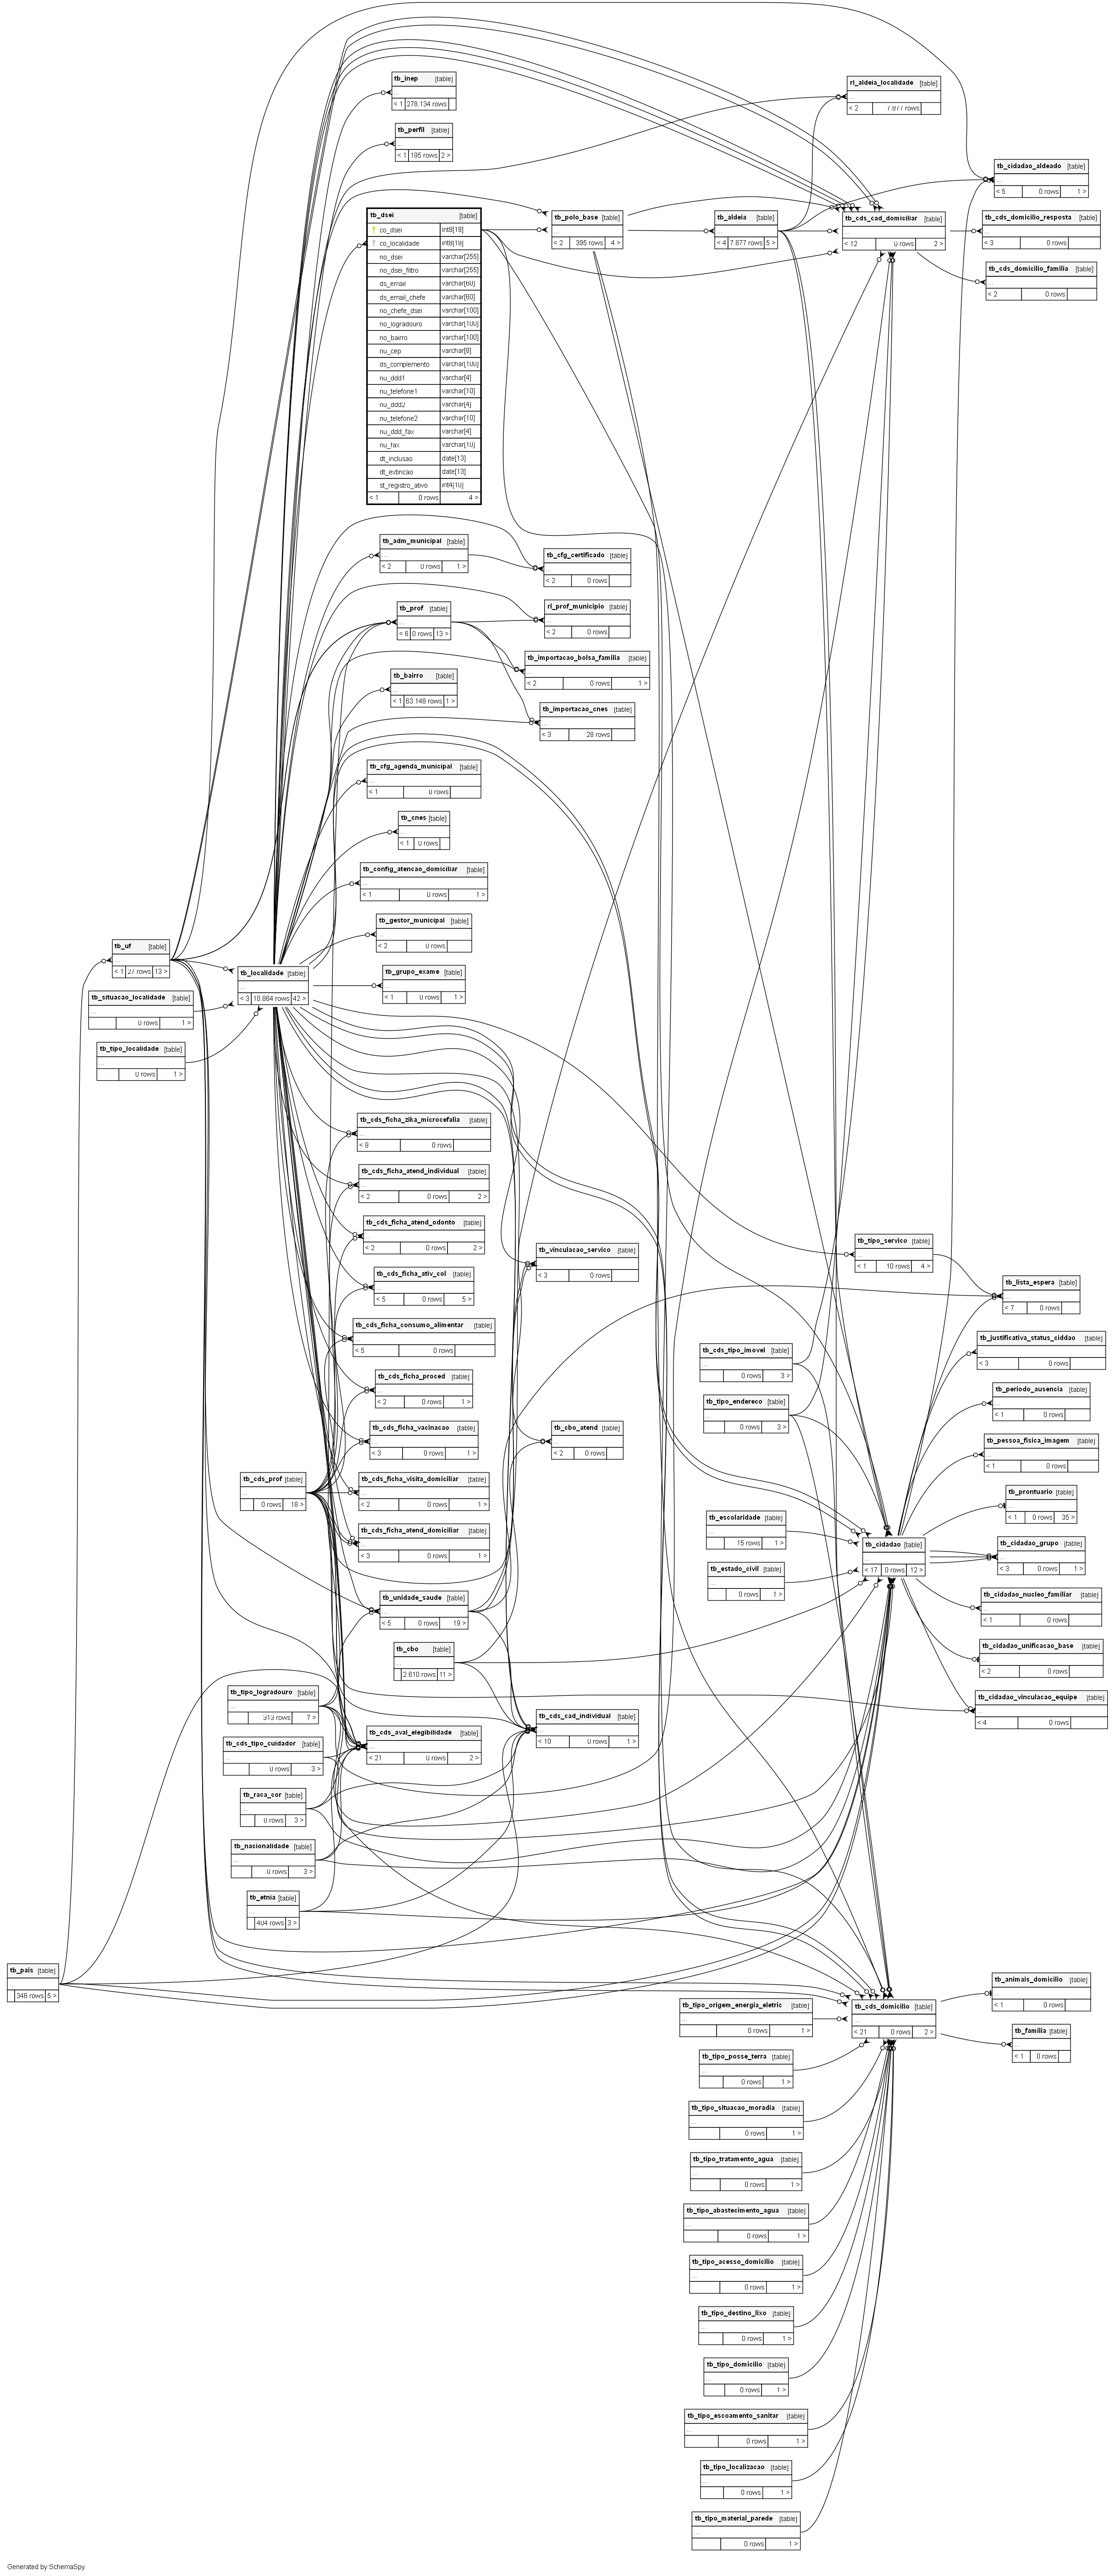 tb_inep [table]
...
< 1 278.134 rows
tb_perfil [table]
...
< 1 195 rows 2 >
rl_aldeia_localidade [table]
...
< 2 7.877 rows
tb_cidadao_aldeado [table]
...
< 5 0 rows 1 >
tb_dsei [table]
co_dsei int8[19]
co_localidade int8[19]
no_dsei varchar[255]
no_dsei_filtro varchar[255]
ds_email varchar[60]
ds_email_chefe varchar[60]
no_chefe_dsei varchar[100]
no_logradouro varchar[100]
no_bairro varchar[100]
nu_cep varchar[8]
ds_complemento varchar[100]
nu_ddd1 varchar[4]
nu_telefone1 varchar[10]
nu_ddd2 varchar[4]
nu_telefone2 varchar[10]
nu_ddd_fax varchar[4]
nu_fax varchar[10]
dt_inclusao date[13]
dt_extincao date[13]
st_registro_ativo int4[10]
< 1 0 rows 4 >
tb_polo_base [table]
...
< 2 395 rows 4 >
tb_aldeia [table]
...
< 4 7.877 rows 5 >
tb_cds_cad_domiciliar [table]
...
< 12 0 rows 2 >
tb_cds_domicilio_resposta [table]
...
< 3 0 rows
tb_cds_domicilio_familia [table]
...
< 2 0 rows
tb_adm_municipal [table]
...
< 2 0 rows 1 >
tb_cfg_certificado [table]
...
< 2 0 rows
tb_prof [table]
...
< 6 0 rows 13 >
rl_prof_municipio [table]
...
< 2 0 rows
tb_importacao_bolsa_familia [table]
...
< 2 0 rows 1 >
tb_bairro [table]
...
< 1 63.148 rows 1 >
tb_importacao_cnes [table]
...
< 3 28 rows
tb_cfg_agenda_municipal [table]
...
< 1 0 rows
tb_cnes [table]
...
< 1 0 rows
tb_config_atencao_domiciliar [table]
...
< 1 0 rows 1 >
tb_gestor_municipal [table]
...
< 2 0 rows
tb_uf [table]
...
< 1 27 rows 13 >
tb_localidade [table]
...
< 3 10.864 rows 42 >
tb_grupo_exame [table]
...
< 1 0 rows 1 >
tb_situacao_localidade [table]
...
0 rows 1 >
tb_tipo_localidade [table]
...
0 rows 1 >
tb_cds_ficha_zika_microcefalia [table]
...
< 9 0 rows
tb_cds_ficha_atend_individual [table]
...
< 2 0 rows 2 >
tb_cds_ficha_atend_odonto [table]
...
< 2 0 rows 2 >
tb_vinculacao_servico [table]
...
< 3 0 rows
tb_tipo_servico [table]
...
< 1 10 rows 4 >
tb_cds_ficha_ativ_col [table]
...
< 5 0 rows 5 >
tb_lista_espera [table]
...
< 7 0 rows
tb_cds_ficha_consumo_alimentar [table]
...
< 5 0 rows
tb_cds_tipo_imovel [table]
...
0 rows 3 >
tb_justificativa_status_ciddao [table]
...
< 3 0 rows
tb_cds_ficha_proced [table]
...
< 2 0 rows 1 >
tb_tipo_endereco [table]
...
0 rows 3 >
tb_periodo_ausencia [table]
...
< 1 0 rows
tb_cds_ficha_vacinacao [table]
...
< 3 0 rows 1 >
tb_cbo_atend [table]
...
< 2 0 rows
tb_pessoa_fisica_imagem [table]
...
< 1 0 rows
tb_cds_prof [table]
...
0 rows 18 >
tb_cds_ficha_visita_domiciliar [table]
...
< 2 0 rows 1 >
tb_prontuario [table]
...
< 1 0 rows 35 >
tb_cds_ficha_atend_domiciliar [table]
...
< 3 0 rows 1 >
tb_escolaridade [table]
...
15 rows 1 >
tb_cidadao [table]
...
< 17 0 rows 12 >
tb_cidadao_grupo [table]
...
< 3 0 rows 1 >
tb_estado_civil [table]
...
0 rows 1 >
tb_cidadao_nucleo_familiar [table]
...
< 1 0 rows
tb_unidade_saude [table]
...
< 5 0 rows 19 >
tb_cidadao_unificacao_base [table]
...
< 2 0 rows
tb_cbo [table]
...
2.610 rows 11 >
tb_cidadao_vinculacao_equipe [table]
...
< 4 0 rows
tb_tipo_logradouro [table]
...
313 rows 7 >
tb_cds_cad_individual [table]
...
< 10 0 rows 1 >
tb_cds_aval_elegibilidade [table]
...
< 21 0 rows 2 >
tb_cds_tipo_cuidador [table]
...
0 rows 3 >
tb_raca_cor [table]
...
0 rows 3 >
tb_nacionalidade [table]
...
0 rows 3 >
tb_etnia [table]
...
404 rows 3 >
tb_pais [table]
...
346 rows 5 >
tb_cds_domicilio [table]
...
< 21 0 rows 2 >
tb_animais_domicilio [table]
...
< 1 0 rows
tb_tipo_origem_energia_eletric [table]
...
0 rows 1 >
tb_familia [table]
...
< 1 0 rows
tb_tipo_posse_terra [table]
...
0 rows 1 >
tb_tipo_situacao_moradia [table]
...
0 rows 1 >
tb_tipo_tratamento_agua [table]
...
0 rows 1 >
tb_tipo_abastecimento_agua [table]
...
0 rows 1 >
tb_tipo_acesso_domicilio [table]
...
0 rows 1 >
tb_tipo_destino_lixo [table]
...
0 rows 1 >
tb_tipo_domicilio [table]
...
0 rows 1 >
tb_tipo_escoamento_sanitar [table]
...
0 rows 1 >
tb_tipo_localizacao [table]
...
0 rows 1 >
tb_tipo_material_parede [table]
...
0 rows 1 >
Generated by SchemaSpy